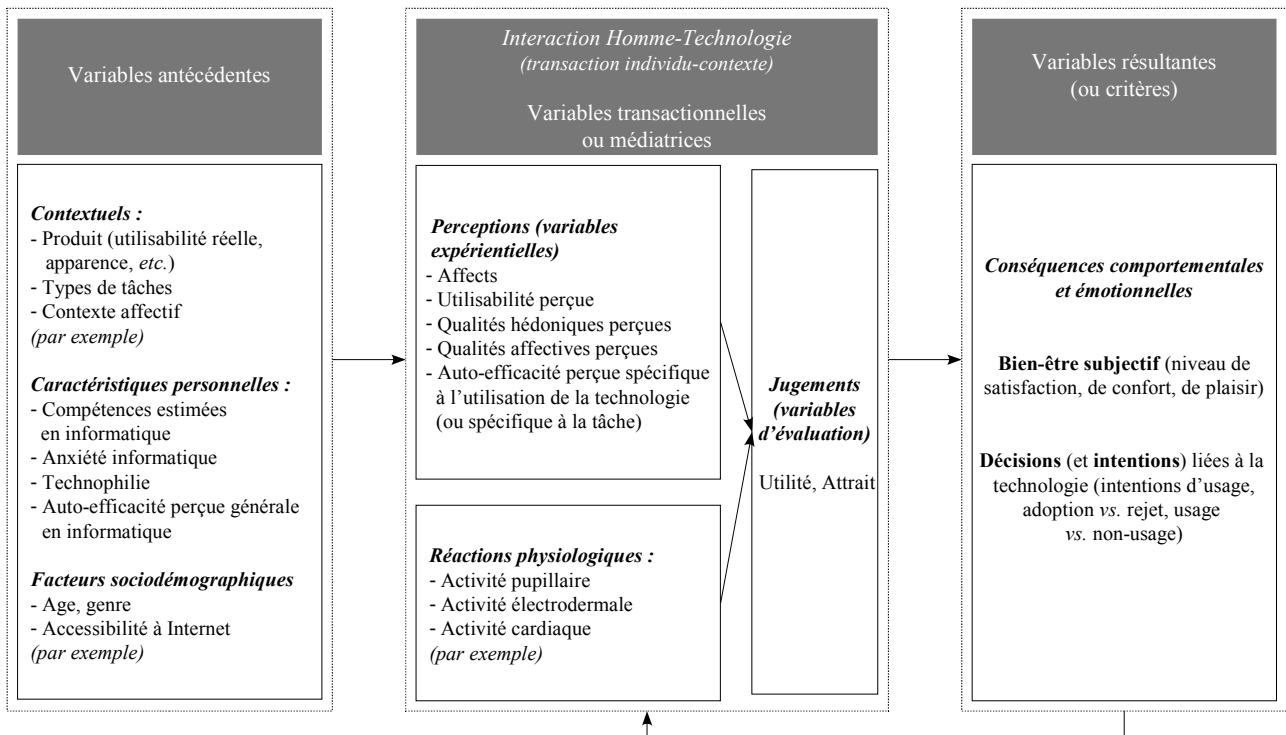 Variables antécédentes
Contextuels :
- Produit (utilisabilité réelle,
apparence, etc.)
- Types de tâches
- Contexte affectif
(par exemple)
Caractéristiques personnelles :
- Compétences estimées
en informatique
- Anxiété informatique
- Technophilie
- Auto-efficacité perçue générale
en informatique
Facteurs sociodémographiques
- Age, genre
- Accessibilité à Internet
(par exemple)
Interaction Homme-Technologie
(transaction individu-contexte)
Variables transactionnelles
ou médiatrices
Perceptions (variables
expérientielles)
- Affects
- Utilisabilité perçue
- Qualités hédoniques perçues
- Qualités affectives perçues
- Auto-efficacité perçue spécifique
à l’utilisation de la technologie
(ou spécifique à la tâche)
Réactions physiologiques :
- Activité pupillaire
- Activité électrodermale
- Activité cardiaque
(par exemple)
Jugements
(variables
d’évaluation)
Utilité, Attrait
Variables résultantes
(ou critères)
Conséquences comportementales
et émotionnelles
Bien-être subjectif (niveau de
satisfaction, de confort, de plaisir)
Décisions (et intentions) liées à la
technologie (intentions d’usage,
adoption vs. rejet, usage
vs. non-usage)